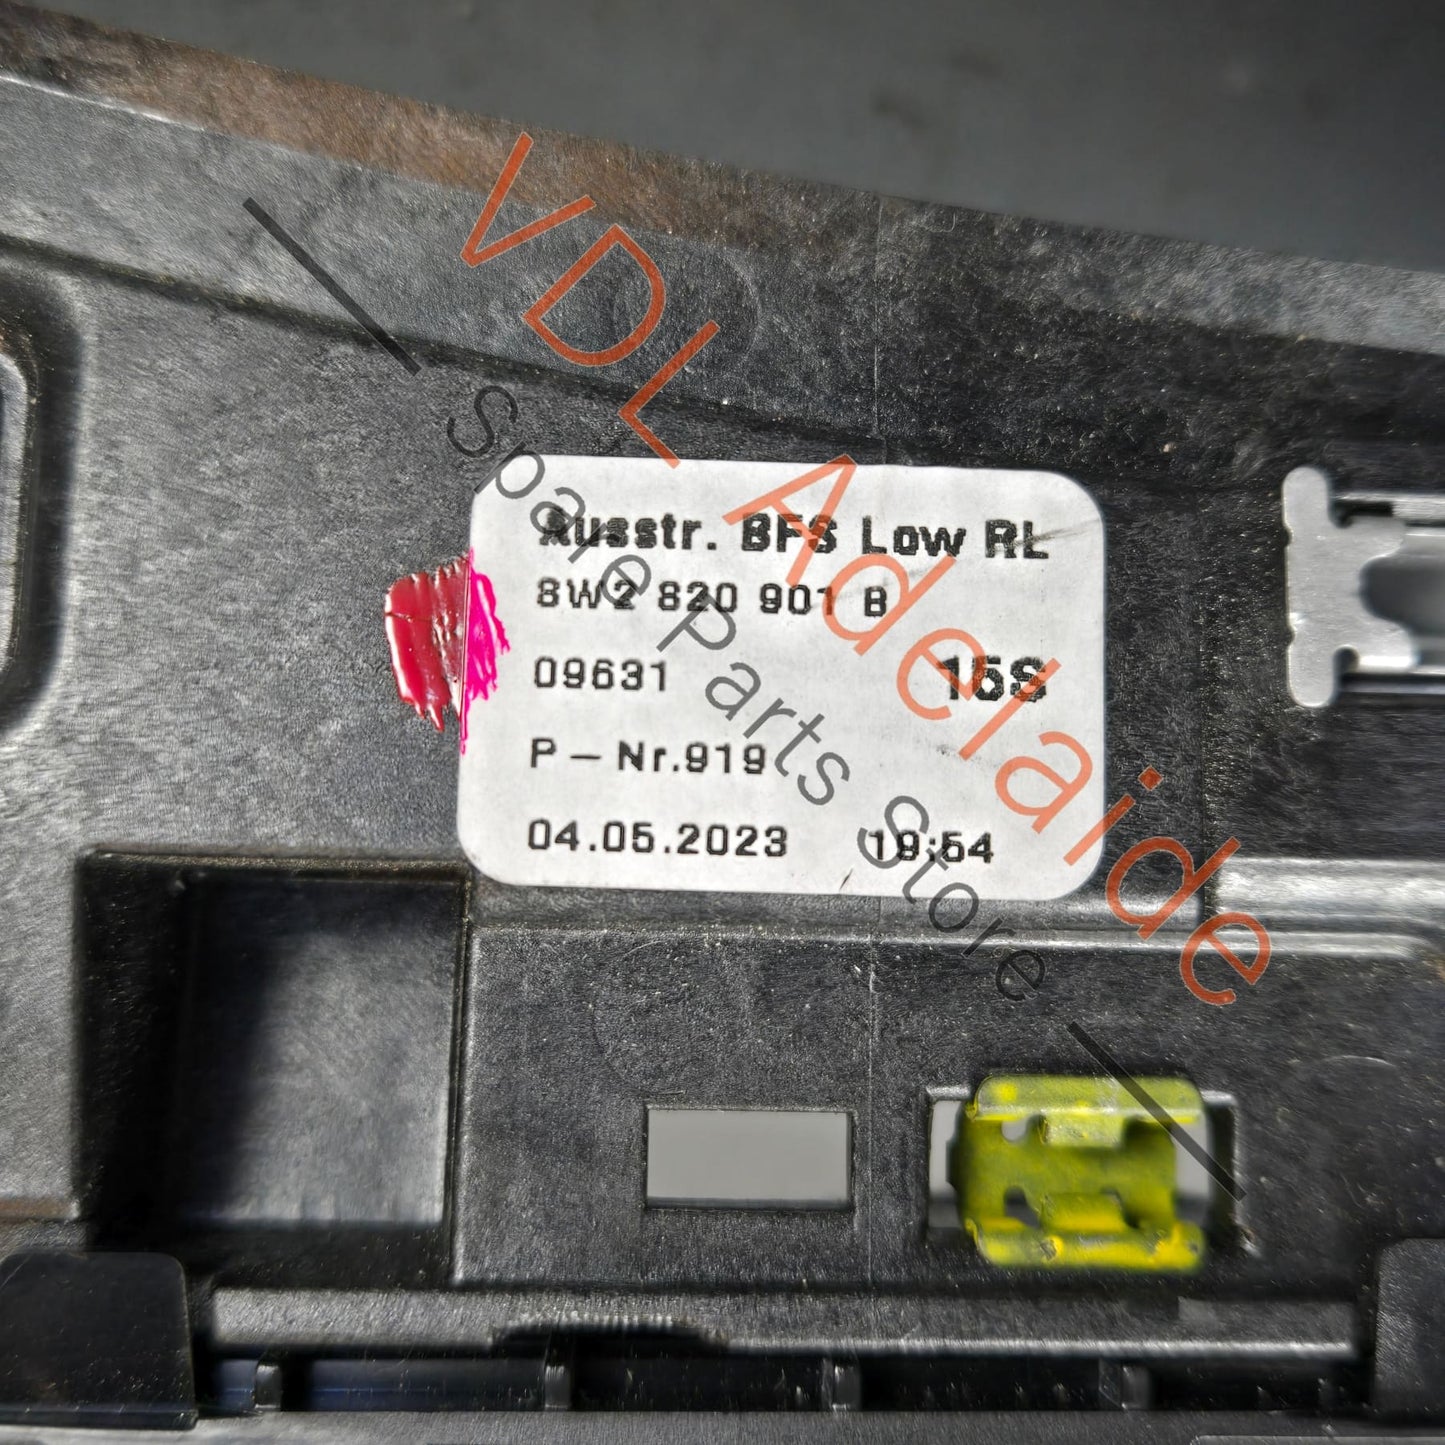 VDL Adelaide
Spare Parts Store
Ausstr. BFS Low RL
8W2 820 901 B
09631 15S
P – Nr.919
04.05.2023 19:54